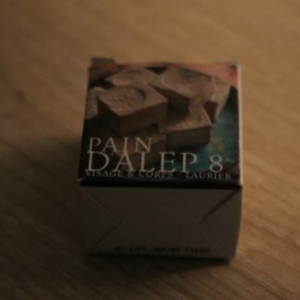 PAIN
D'ALEP 8
VISAGE & CORPS LAURIER